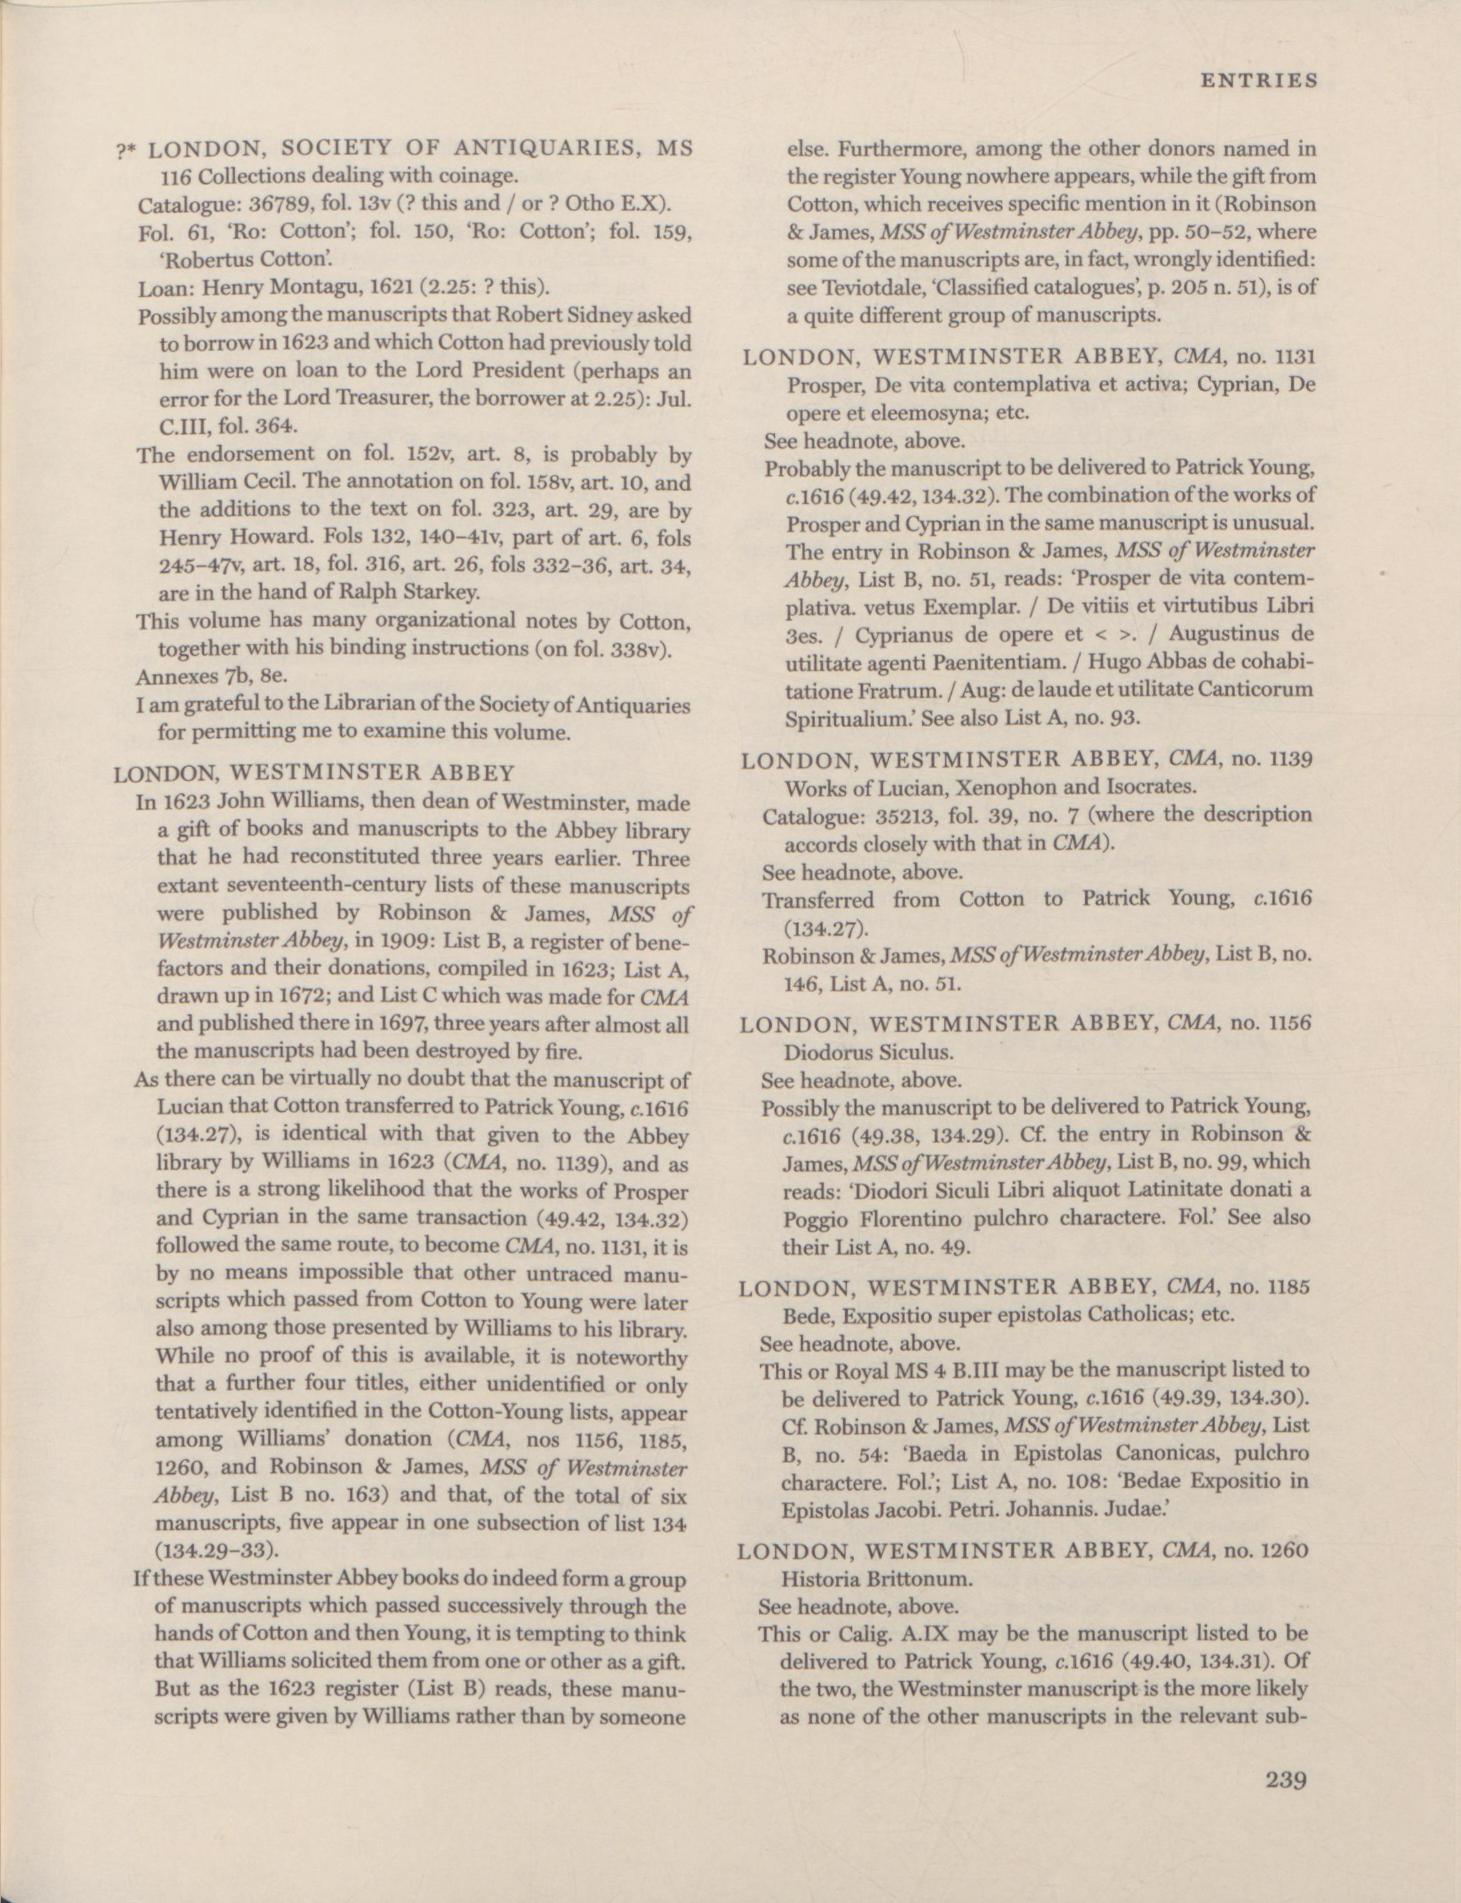 ENTRIES
?* LONDON, SOCIETY OF ANTIQUARIES, MS
116 Collections dealing with coinage.
Catalogue: 36789, fol. 13v (? this and / or ? Otho E.X).
Fol. 61, ‘Ro: Cotton’; fol. 150, ‘Ro: Cotton’; fol. 159,
‘Robertus Cotton’.
Loan: Henry Montagu, 1621 (2.25: ? this).
Possibly among the manuscripts that Robert Sidney asked
to borrow in 1623 and which Cotton had previously told
him were on loan to the Lord President (perhaps an
error for the Lord Treasurer, the borrower at 2.25): Jul.
C.III, fol. 364.
The endorsement on fol. 152v, art. 8, is probably by
William Cecil. The annotation on fol. 158v, art. 10, and
the additions to the text on fol. 323, art. 29, are by
Henry Howard. Fols 132, 140–41v, part of art. 6, fols
245–47v, art. 18, fol. 316, art. 26, fols 332–36, art. 34,
are in the hand of Ralph Starkey.
This volume has many organizational notes by Cotton,
together with his binding instructions (on fol. 338v).
Annexes 7b, 8e.
I am grateful to the Librarian of the Society of Antiquaries
for permitting me to examine this volume.
LONDON, WESTMINSTER ABBEY
In 1623 John Williams, then dean of Westminster, made
a gift of books and manuscripts to the Abbey library
that he had reconstituted three years earlier. Three
extant seventeenth-century lists of these manuscripts
were published by Robinson & James, MSS of
Westminster Abbey, in 1909: List B, a register of bene-
factors and their donations, compiled in 1623; List A,
drawn up in 1672; and List C which was made for CMA
and published there in 1697, three years after almost all
the manuscripts had been destroyed by fire.
As there can be virtually no doubt that the manuscript of
Lucian that Cotton transferred to Patrick Young, c.1616
(134.27), is identical with that given to the Abbey
library by Williams in 1623 (CMA, no. 1139), and as
there is a strong likelihood that the works of Prosper
and Cyprian in the same transaction (49.42, 134.32)
followed the same route, to become CMA, no. 1131, it is
by no means impossible that other untraced manu-
scripts which passed from Cotton to Young were later
also among those presented by Williams to his library.
While no proof of this is available, it is noteworthy
that a further four titles, either unidentified or only
tentatively identified in the Cotton-Young lists, appear
among Williams’ donation (CMA, nos 1156, 1185,
1260, and Robinson & James, MSS of Westminster
Abbey, List B no. 163) and that, of the total of six
manuscripts, five appear in one subsection of list 134
(134.29–33).
If these Westminster Abbey books do indeed form a group
of manuscripts which passed successively through the
hands of Cotton and then Young, it is tempting to think
that Williams solicited them from one or other as a gift.
But as the 1623 register (List B) reads, these manu-
scripts were given by Williams rather than by someone
else. Furthermore, among the other donors named in
the register Young nowhere appears, while the gift from
Cotton, which receives specific mention in it (Robinson
& James, MSS of Westminster Abbey, pp. 50–52, where
some of the manuscripts are, in fact, wrongly identified:
see Teviotdale, ‘Classified catalogues’, p. 205 n. 51), is of
a quite different group of manuscripts.
LONDON, WESTMINSTER ABBEY, CMA, no. 1131
Prosper, De vita contemplativa et activa; Cyprian, De
opere et eleemosyna; etc.
See headnote, above.
Probably the manuscript to be delivered to Patrick Young,
c.1616 (49.42, 134.32). The combination of the works of
Prosper and Cyprian in the same manuscript is unusual.
The entry in Robinson & James, MSS of Westminster
Abbey, List B, no. 51, reads: ‘Prosper de vita contem-
plativa. vetus Exemplar. / De vitiis et virtutibus Libri
3es. / Cyprianus de opere et < >. / Augustinus de
utilitate agenti Paenitentiam. / Hugo Abbas de cohabi-
tatione Fratrum. / Aug: de laude et utilitate Canticorum
Spiritualium.’ See also List A, no. 93.
LONDON, WESTMINSTER ABBEY, CMA, no. 1139
Works of Lucian, Xenophon and Isocrates.
Catalogue: 35213, fol. 39, no. 7 (where the description
accords closely with that in CMA).
See headnote, above.
Transferred from Cotton to Patrick Young, c.1616
(134.27).
Robinson & James, MSS of Westminster Abbey, List B, no.
146, List A, no. 51.
LONDON, WESTMINSTER ABBEY, CMA, no. 1156
Diodorus Siculus.
See headnote, above.
Possibly the manuscript to be delivered to Patrick Young,
c.1616 (49.38, 134.29). Cf. the entry in Robinson &
James, MSS of Westminster Abbey, List B, no. 99, which
reads: ‘Diodori Siculi Libri aliquot Latinitate donati a
Poggio Florentino pulchro charactere. Fol.’ See also
their List A, no. 49.
LONDON, WESTMINSTER ABBEY, CMA, no. 1185
Bede, Expositio super epistolas Catholicas; etc.
See headnote, above.
This or Royal MS 4 B.III may be the manuscript listed to
be delivered to Patrick Young, c.1616 (49.39, 134.30).
Cf. Robinson & James, MSS of Westminster Abbey, List
B, no. 54: ‘Baeda in Epistolas Canonicas, pulchro
charactere. Fol.’; List A, no. 108: ‘Bedae Expositio in
Epistolas Jacobi. Petri. Johannis. Judae.’
LONDON, WESTMINSTER ABBEY, CMA, no. 1260
Historia Brittonum.
See headnote, above.
This or Calig. A.IX may be the manuscript listed to be
delivered to Patrick Young, c.1616 (49.40, 134.31). Of
the two, the Westminster manuscript is the more likely
as none of the other manuscripts in the relevant sub-
239